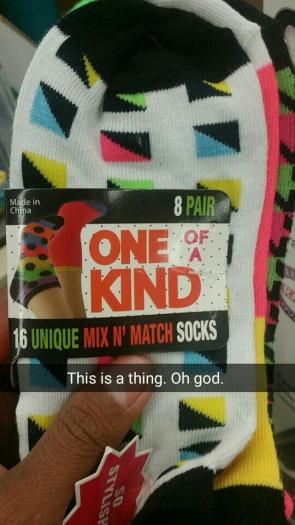 Made in
China
8 PAIR
ONE OF A
KIND
16 UNIQUE MIX N' MATCH SOCKS
This is a thing. Oh god.
SO
STYLISH